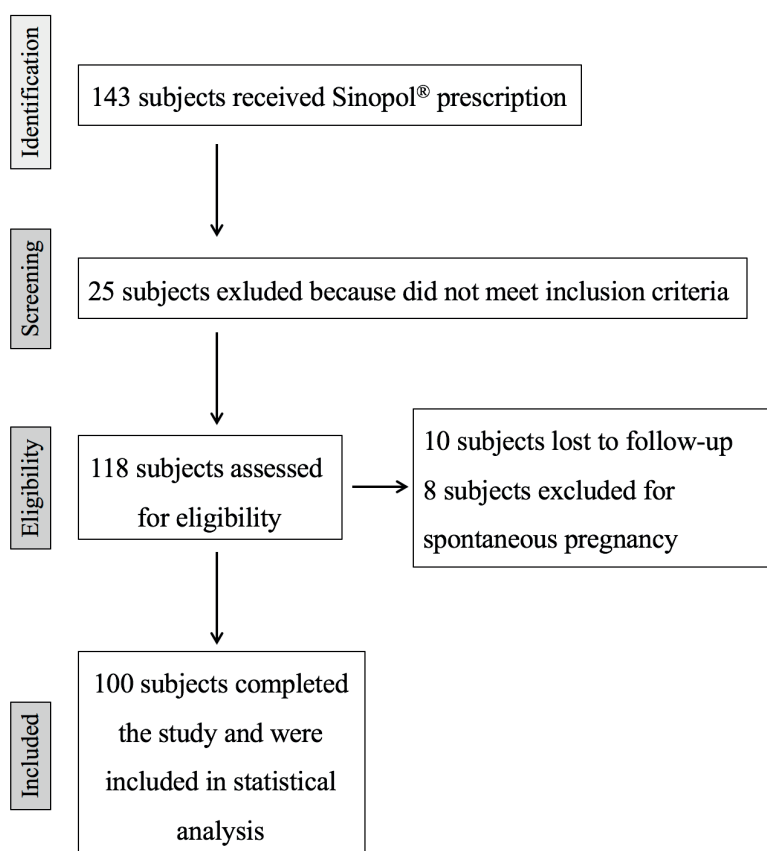 Identification
143 subjects received Sinopol® prescription
Screening
25 subjects exluded because did not meet inclusion criteria
Eligibility
118 subjects assessed
for eligibility
10 subjects lost to follow-up
8 subjects excluded for
spontaneous pregnancy
Included
100 subjects completed
the study and were
included in statistical
analysis